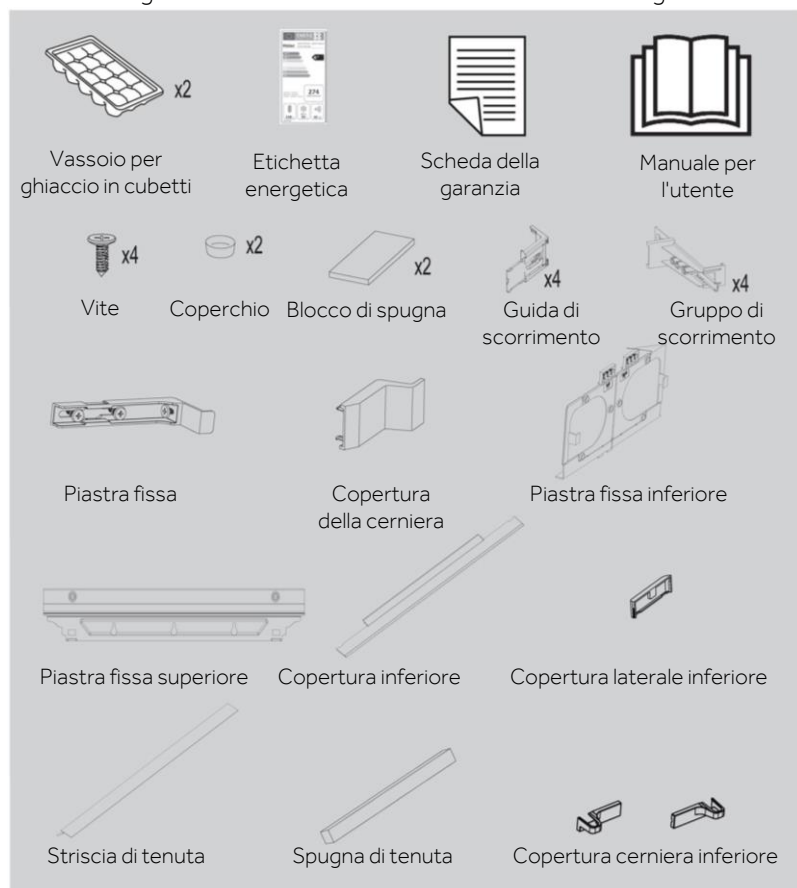 x2
Vassoio per
ghiaccio in cubetti
274
Etichetta
energetica
Scheda della
garanzia
Manuale per
l'utente
x4
Vite
x2
Coperchio
x2
Blocco di spugna
x4
Guida di
scorrimento
x4
Gruppo di
scorrimento
Piastra fissa
Copertura
della cerniera
Piastra fissa inferiore
Piastra fissa superiore
Copertura inferiore
Copertura laterale inferiore
Striscia di tenuta
Spugna di tenuta
Copertura cerniera inferiore